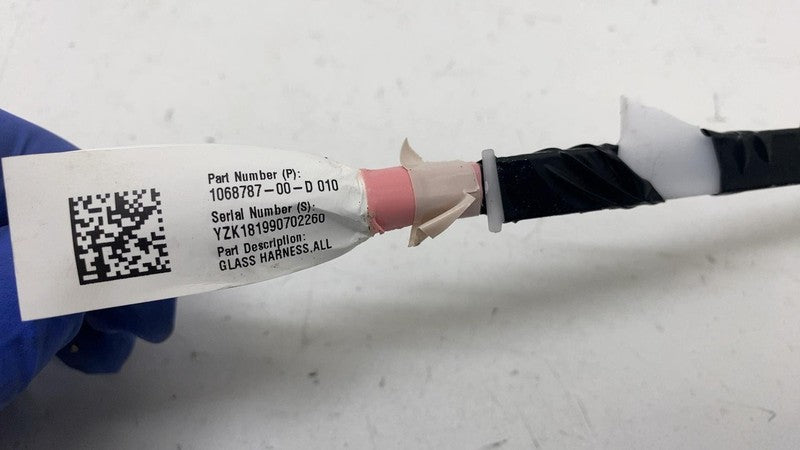 Part Number (P):
1068787-00-D 010
Serial Number (S):
YZK181990702260
Part Description:
GLASS HARNESS,ALL